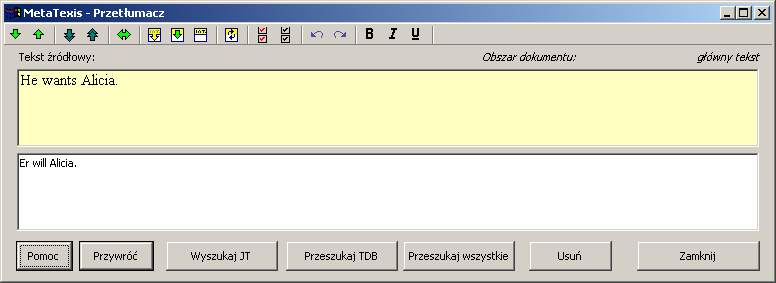 MetaTexis - Przetłumacz
B I U
Tekst źródłowy: Obszar dokumentu: główny tekst
He wants Alicia.
Er will Alicia.
Pomoc Przywróć Wyszukaj JT Przeszukaj TDB Przeszukaj wszystkie Usuń Zamknij